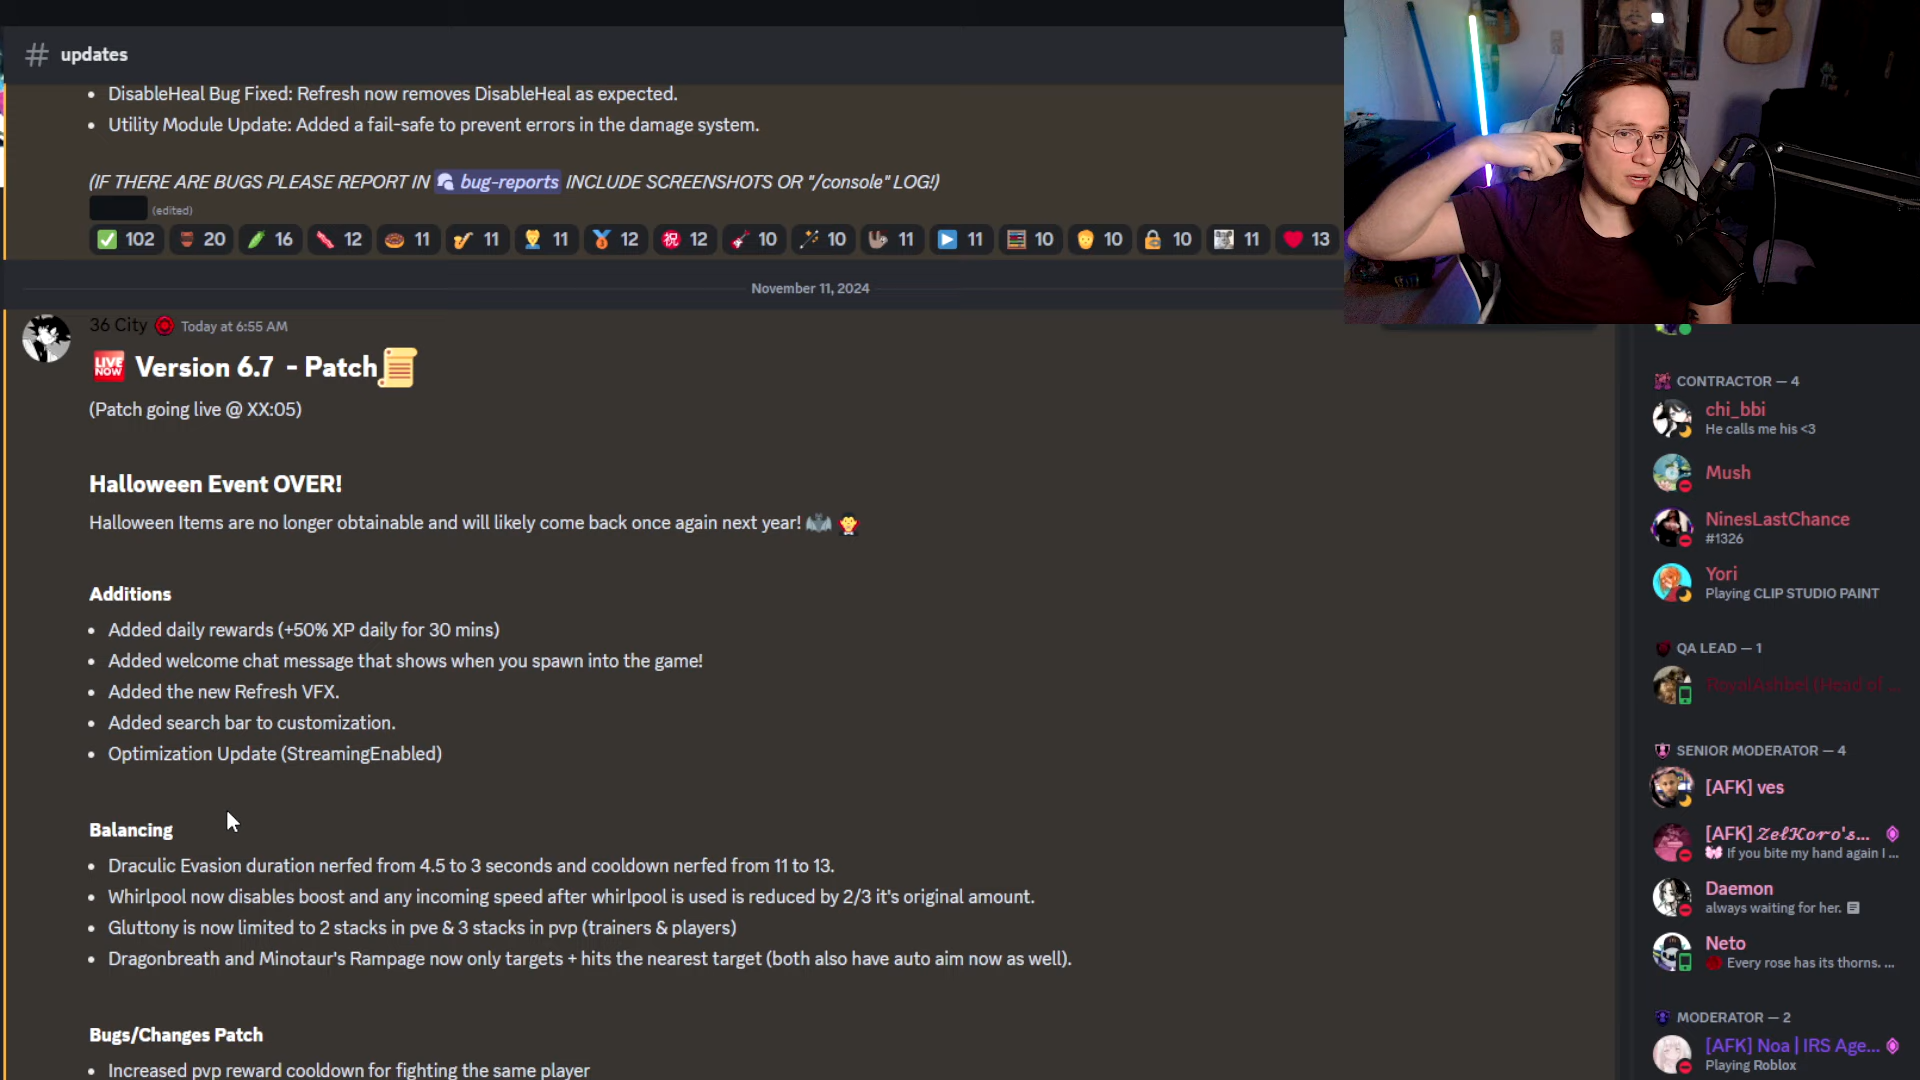 updates
DisableHeal Bug Fixed: Refresh now removes DisableHeal as expected.
Utility Module Update: Added a fail-safe to prevent errors in the damage system.
(IF THERE ARE BUGS PLEASE REPORT IN bug-reports INCLUDE SCREENSHOTS OR "/console" LOG!)
(edited)
102 20 16 12 11 11 11 12 12 10 10 11 11 10 10 10 11 13
November 11, 2024
36 City Today at 6:55 AM
LIVE NOW Version 6.7 - Patch
(Patch going live @ XX:05)
Halloween Event OVER!
Halloween Items are no longer obtainable and will likely come back once again next year!
Additions
Added daily rewards (+50% XP daily for 30 mins)
Added welcome chat message that shows when you spawn into the game!
Added the new Refresh VFX.
Added search bar to customization.
Optimization Update (StreamingEnabled)
Balancing
Draculic Evasion duration nerfed from 4.5 to 3 seconds and cooldown nerfed from 11 to 13.
Whirlpool now disables boost and any incoming speed after whirlpool is used is reduced by 2/3 it's original amount.
Gluttony is now limited to 2 stacks in pve & 3 stacks in pvp (trainers & players)
Dragonbreath and Minotaur's Rampage now only targets + hits the nearest target (both also have auto aim now as well).
Bugs/Changes Patch
Increased pvp reward cooldown for fighting the same player
CONTRACTOR — 4
chi_bbi
He calls me his <3
Mush
NinesLastChance
#1326
Yori
Playing CLIP STUDIO PAINT
QA LEAD — 1
RoyalAshbel (Head of ...
SENIOR MODERATOR — 4
[AFK] ves
[AFK] ZelKoro's...
If you bite my hand again I ...
Daemon
always waiting for her.
Neto
Every rose has its thorns. ...
MODERATOR — 2
[AFK] Noa | IRS Age...
Playing Roblox